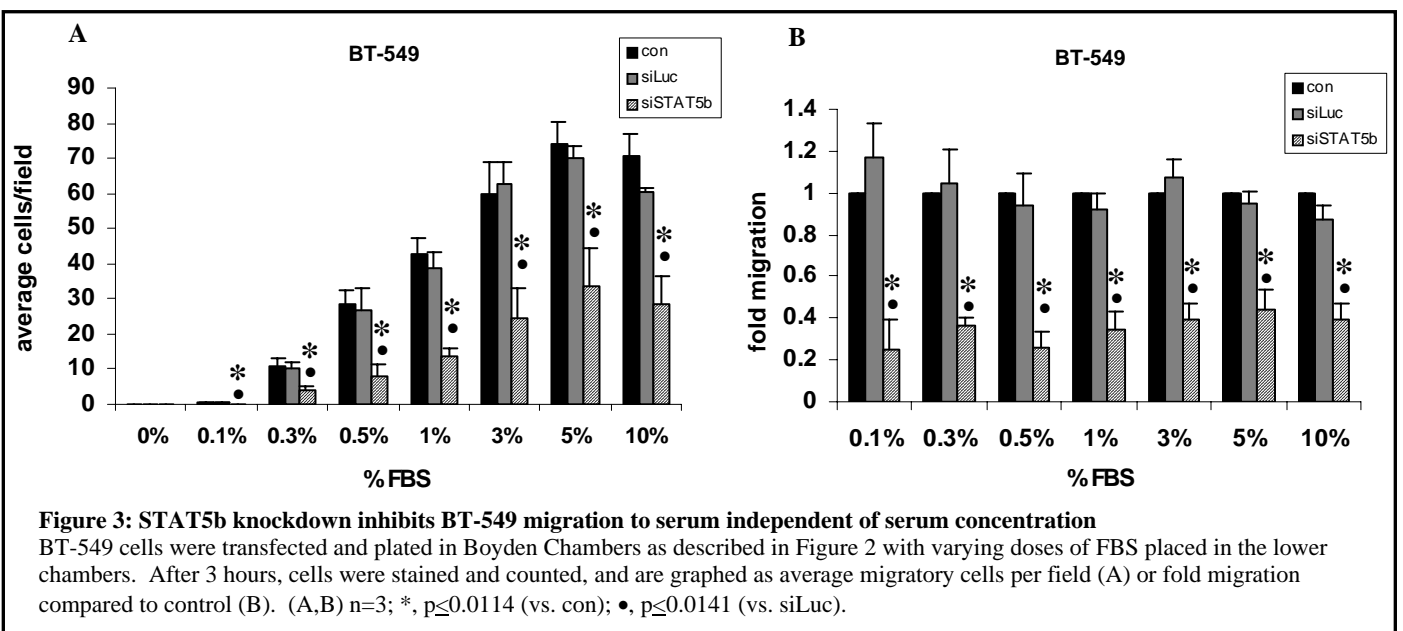 A
BT-549
con
siLuc
siSTAT5b
average cells/field
90
80
70
60
50
40
30
20
10
0
* * * * * * *
• • • • • • •
0% 0.1% 0.3% 0.5% 1% 3% 5% 10%
%FBS
B
BT-549
con
siLuc
siSTAT5b
fold migration
1.4
1.2
1
0.8
0.6
0.4
0.2
0
* * * * * * *
• • • • • • •
0.1% 0.3% 0.5% 1% 3% 5% 10%
%FBS
Figure 3: STAT5b knockdown inhibits BT-549 migration to serum independent of serum concentration
BT-549 cells were transfected and plated in Boyden Chambers as described in Figure 2 with varying doses of FBS placed in the lower
chambers. After 3 hours, cells were stained and counted, and are graphed as average migratory cells per field (A) or fold migration
compared to control (B). (A,B) n=3; *, p≤0.0114 (vs. con); •, p≤0.0141 (vs. siLuc).